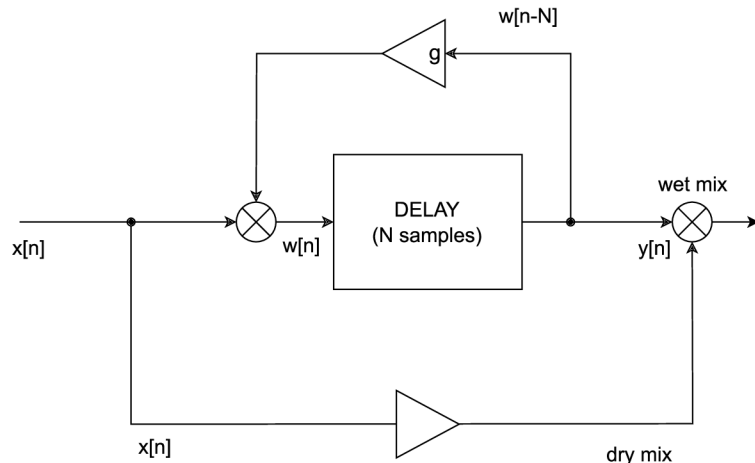 w[n-N]
g
wet mix
DELAY
(N samples)
x[n]
w[n]
y[n]
x[n]
dry mix